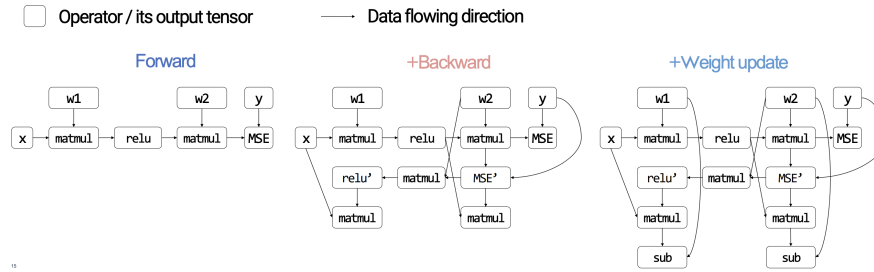 Operator / its output tensor
Data flowing direction
Forward
w1 w2 y
x matmul relu matmul MSE
+Backward
w1 w2 y
x matmul relu matmul MSE
relu’ matmul MSE’
matmul matmul
+Weight update
w1 w2 y
x matmul relu matmul MSE
relu’ matmul MSE’
matmul matmul
sub sub